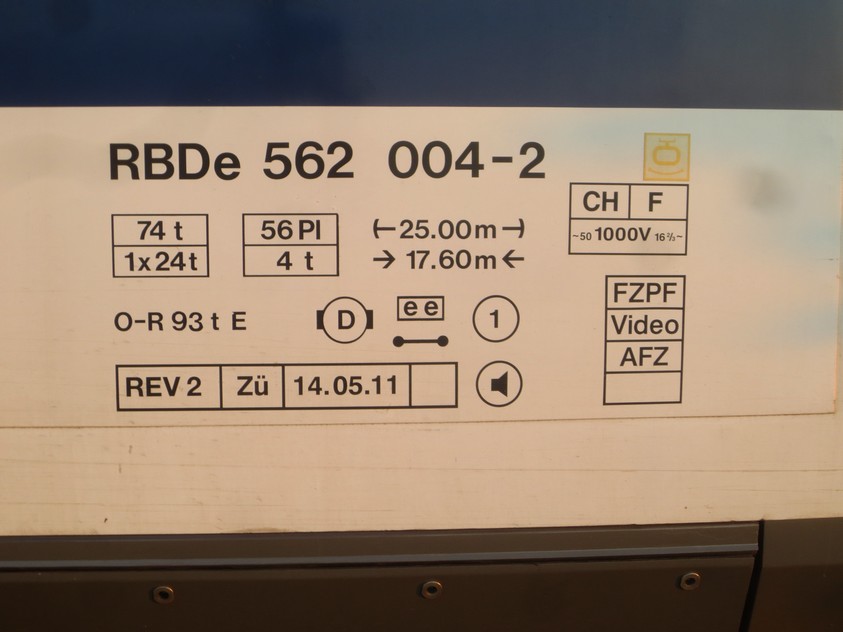 RBDe 562 004-2
CH F
74 t 56 Pl 25.00m
~50 1000V 16⅔~
1x24t 4 t 17.60m
FZPF
O-R 93 t E D e e 1
Video
AFZ
REV 2 Zü 14.05.11